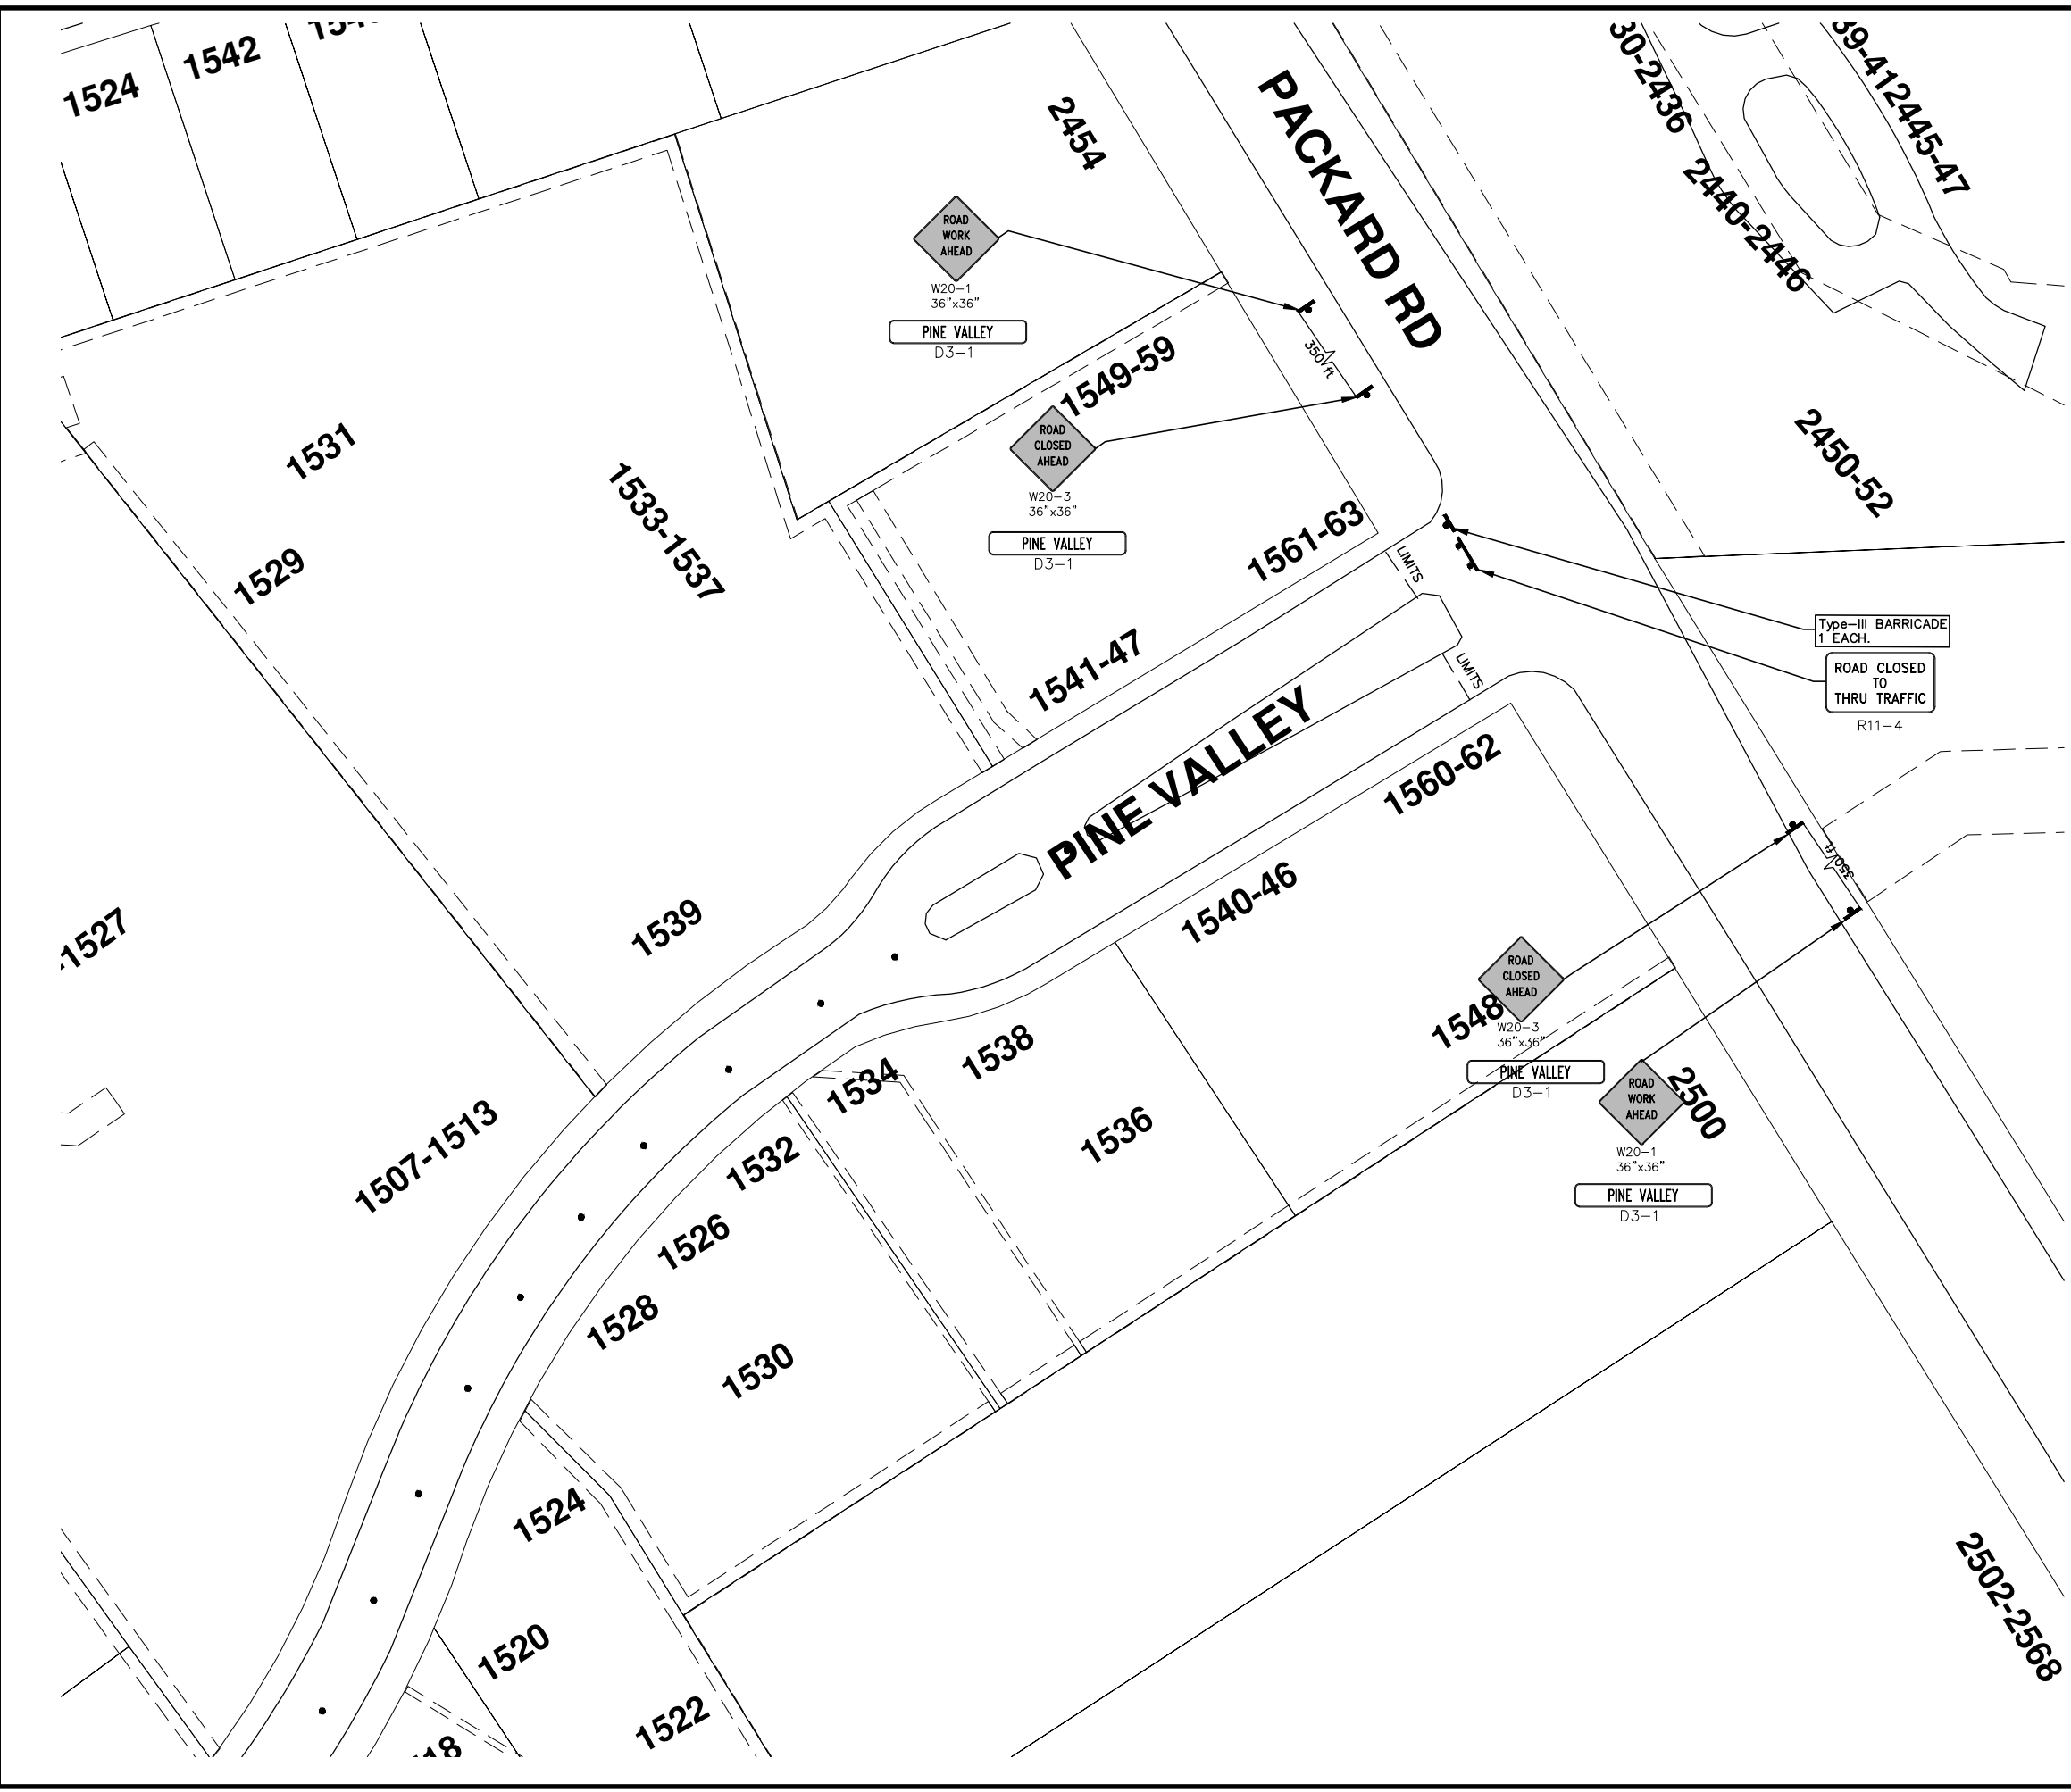 1524
1542
2454
PACKARD RD
2440-2446
ROAD
WORK
AHEAD
W20-1
36"x36"
PINE VALLEY
D3-1
350 ft
1549-59
ROAD
CLOSED
AHEAD
W20-3
36"x36"
PINE VALLEY
D3-1
2450-52
1531
1533-1537
1529
1561-63
LIMITS
Type-III BARRICADE
1 EACH.
ROAD CLOSED
TO
THRU TRAFFIC
R11-4
1541-47
LIMITS
PINE VALLEY
1560-62
350 ft
1539
1540-46
-1527
ROAD
CLOSED
AHEAD
1548
W20-3
36"x36"
PINE VALLEY
D3-1
1538
1534
2500
ROAD
WORK
AHEAD
W20-1
36"x36"
PINE VALLEY
D3-1
1507-1513
1532
1536
1526
1528
1530
1524
2502-2568
1520
1522